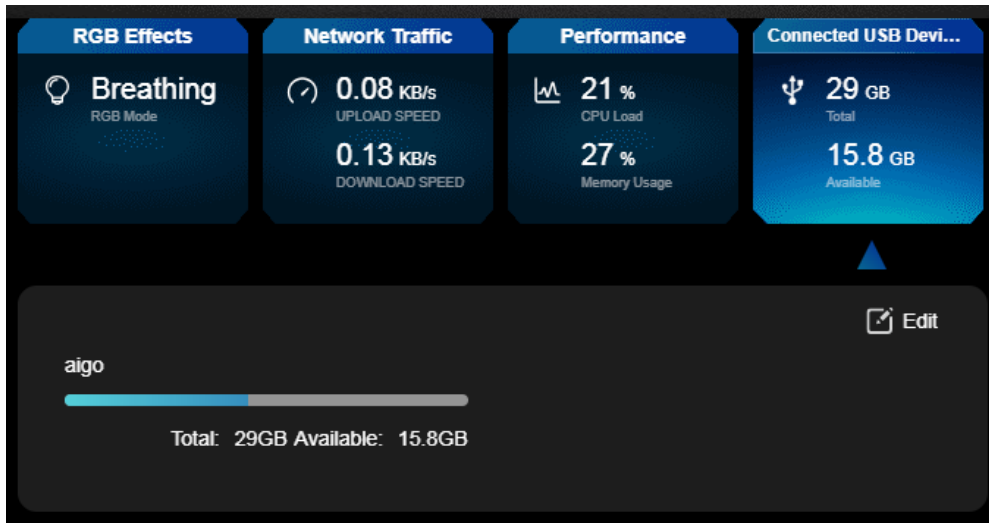 RGB Effects
Breathing
RGB Mode
Network Traffic
0.08 KB/s
UPLOAD SPEED
0.13 KB/s
DOWNLOAD SPEED
Performance
21 %
CPU Load
27 %
Memory Usage
Connected USB Devi...
29 GB
Total
15.8 GB
Available
Edit
aigo
Total: 29GB Available: 15.8GB